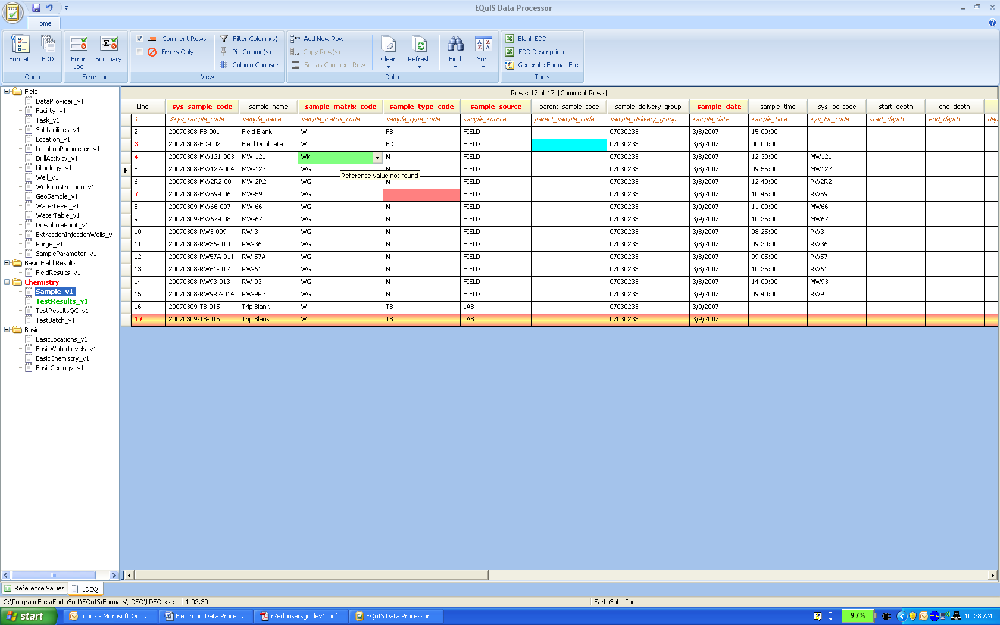 EQuIS Data Processor
Home
Format
EDD
Open
Error Log
Summary
Error Log
Comment Rows
Errors Only
Filter Column(s)
Pin Column(s)
Column Chooser
View
Add New Row
Copy Row(s)
Set as Comment Row
Clear
Refresh
Find
Sort
Data
Blank EDD
EDD Description
Generate Format File
Tools
Field
DataProvider_v1
Facility_v1
Task_v1
Subfacilities_v1
Location_v1
LocationParameter_v1
DrillActivity_v1
Lithology_v1
Well_v1
WellConstruction_v1
GeoSample_v1
WaterLevel_v1
WaterTable_v1
DownholePoint_v1
ExtractionInjectionWells_v
Purge_v1
SampleParameter_v1
Basic Field Results
FieldResults_v1
Chemistry
Sample_v1
TestResults_v1
TestResultsQC_v1
TestBatch_v1
Basic
BasicLocations_v1
BasicWaterLevels_v1
BasicChemistry_v1
BasicGeology_v1
Rows: 17 of 17 [Comment Rows]
Line sys_sample_code sample_name sample_matrix_code sample_type_code sample_source parent_sample_code sample_delivery_group sample_date sample_time sys_loc_code start_depth end_depth
1 #sys_sample_code sample_name sample_matrix_code sample_type_code sample_source parent_sample_code sample_delivery_group sample_date sample_time sys_loc_code start_depth end_depth dep
2 20070308-FB-001 Field Blank W FB FIELD 07030233 3/8/2007 15:00:00
3 20070308-FD-002 Field Duplicate W FD FIELD 07030233 3/8/2007 00:00:00
4 20070308-MW121-003 MW-121 Wk N FIELD 07030233 3/8/2007 12:30:00 MW121
5 20070308-MW122-004 MW-122 WG N FIELD 07030233 3/8/2007 09:55:00 MW122
Reference value not found
6 20070308-MW2R2-00 MW-2R2 WG N FIELD 07030233 3/8/2007 12:40:00 RW2R2
7 20070308-MW59-006 MW-59 WG FIELD 07030233 3/8/2007 10:45:00 RW59
8 20070309-MW66-007 MW-66 WG N FIELD 07030233 3/9/2007 11:00:00 MW66
9 20070309-MW67-008 MW-67 WG N FIELD 07030233 3/9/2007 10:25:00 MW67
10 20070308-RW3-009 RW-3 WG N FIELD 07030233 3/8/2007 08:25:00 RW3
11 20070308-RW36-010 RW-36 WG N FIELD 07030233 3/8/2007 09:30:00 RW36
12 20070308-RW57A-011 RW-57A WG N FIELD 07030233 3/8/2007 09:05:00 RW57
13 20070308-RW61-012 RW-61 WG N FIELD 07030233 3/8/2007 10:25:00 RW61
14 20070308-RW93-013 RW-93 WG N FIELD 07030233 3/8/2007 14:00:00 MW93
15 20070308-RW9R2-014 RW-9R2 WG N FIELD 07030233 3/9/2007 09:40:00 RW9
16 20070309-TB-015 Trip Blank W TB LAB 07030233 3/9/2007
17 20070309-TB-015 Trip Blank W TB LAB 07030233 3/9/2007
Reference Values
LDEQ
C:\Program Files\EarthSoft\EQuIS\Formats\LDEQ\LDEQ.xse 1.02.30 EarthSoft, Inc.
start
Inbox - Microsoft Out...
Electronic Data Proce...
r2edpusersguidev1.pdf
EQuIS Data Processor
97%
10:28 AM